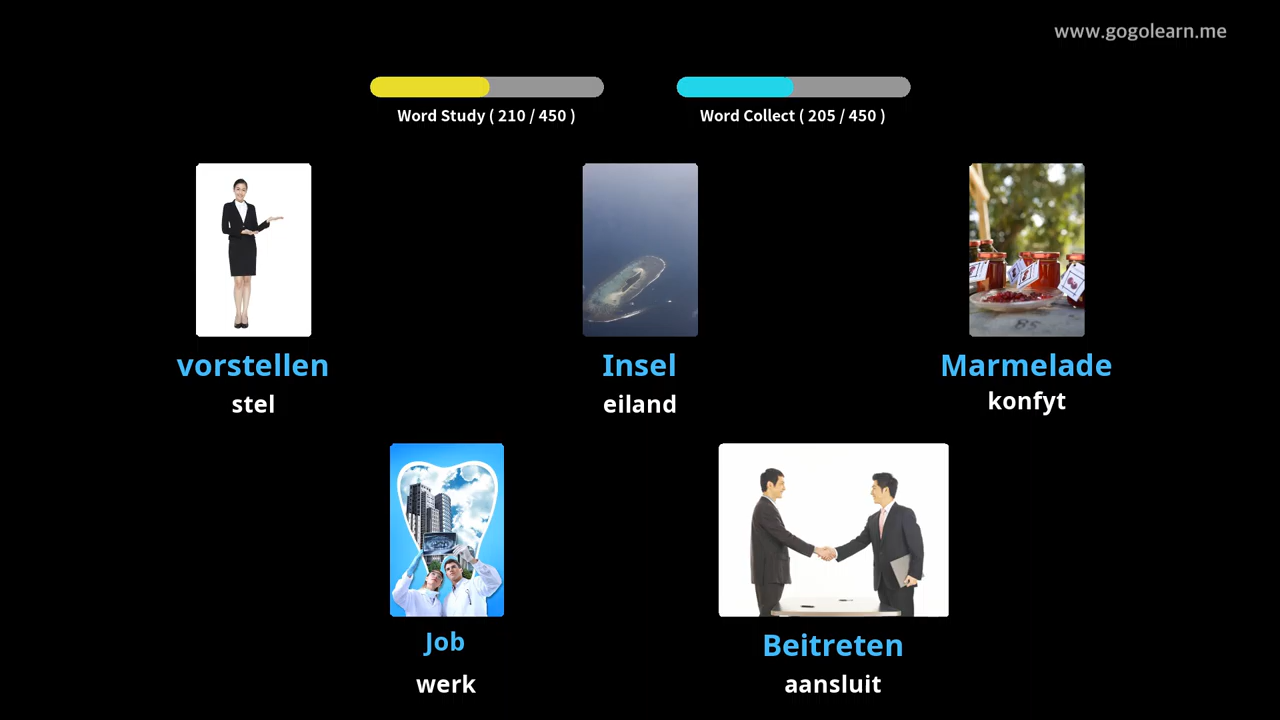 www.gogolearn.me
Word Study ( 210 / 450 )
Word Collect ( 205 / 450 )
vorstellen
stel
Insel
eiland
Marmelade
konfyt
Job
werk
Beitreten
aansluit